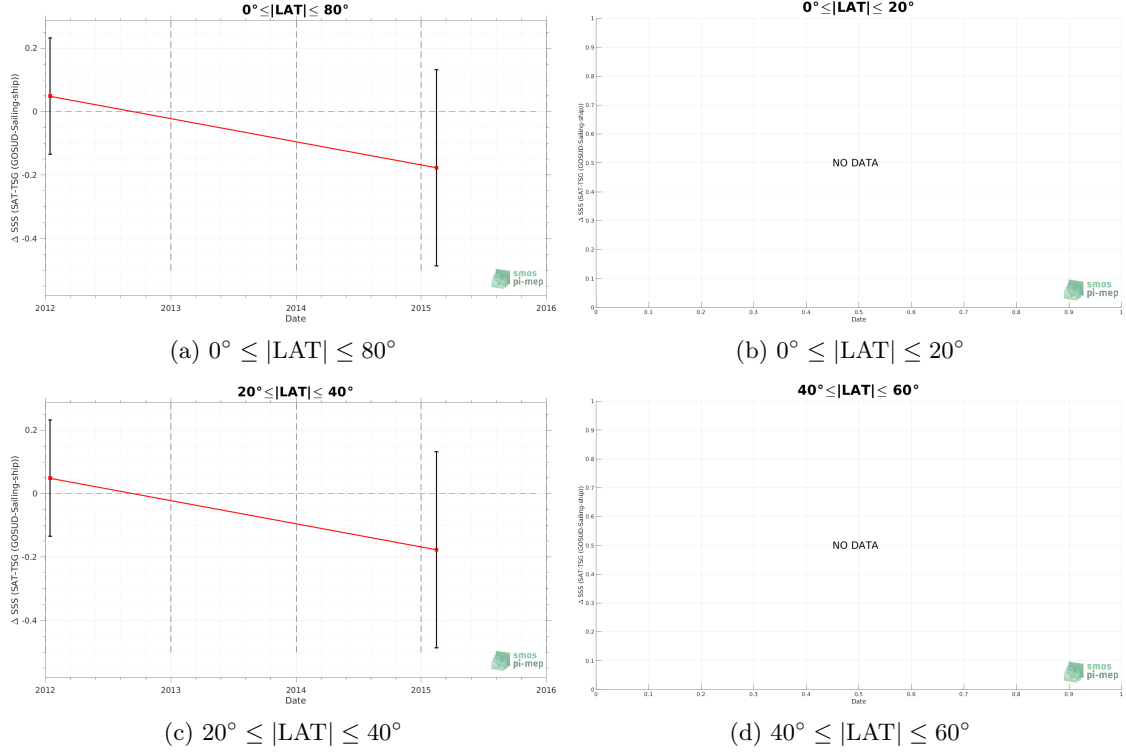 0°≤|LAT|≤ 80°
Δ SSS (SAT-TSG (GOSUD-Sailing-ship))
0.2
0
-0.2
-0.4
2012
2013
2014
2015
2016
Date
smos
pi-mep
(a) 0° ≤ |LAT| ≤ 80°
0°≤|LAT|≤ 20°
Δ SSS (SAT-TSG (GOSUD-Sailing-ship))
1
0.9
0.8
0.7
0.6
0.5
0.4
0.3
0.2
0.1
0
NO DATA
0
0.1
0.2
0.3
0.4
0.5
0.6
0.7
0.8
0.9
1
Date
smos
pi-mep
(b) 0° ≤ |LAT| ≤ 20°
20°≤|LAT|≤ 40°
Δ SSS (SAT-TSG (GOSUD-Sailing-ship))
0.2
0
-0.2
-0.4
2012
2013
2014
2015
2016
Date
smos
pi-mep
(c) 20° ≤ |LAT| ≤ 40°
40°≤|LAT|≤ 60°
Δ SSS (SAT-TSG (GOSUD-Sailing-ship))
1
0.9
0.8
0.7
0.6
0.5
0.4
0.3
0.2
0.1
0
NO DATA
0
0.1
0.2
0.3
0.4
0.5
0.6
0.7
0.8
0.9
1
Date
smos
pi-mep
(d) 40° ≤ |LAT| ≤ 60°